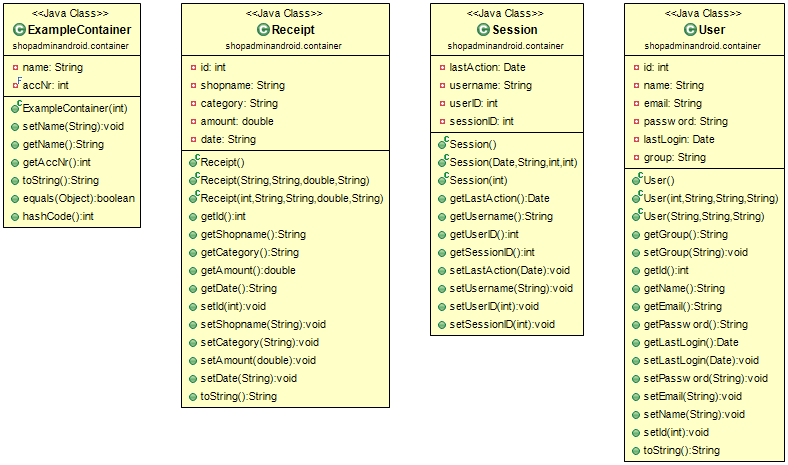 <<Java Class>>
ExampleContainer
shopadminandroid.container
name: String
F accNr: int
C ExampleContainer(int)
setName(String):void
getName():String
getAccNr():int
toString():String
equals(Object):boolean
hashCode():int
<<Java Class>>
Receipt
shopadminandroid.container
id: int
shopname: String
category: String
amount: double
date: String
C Receipt()
C Receipt(String,String,double,String)
C Receipt(int,String,String,double,String)
getId():int
getShopname():String
getCategory():String
getAmount():double
getDate():String
setId(int):void
setShopname(String):void
setCategory(String):void
setAmount(double):void
setDate(String):void
toString():String
<<Java Class>>
Session
shopadminandroid.container
lastAction: Date
username: String
userID: int
sessionID: int
C Session()
C Session(Date,String,int,int)
C Session(int)
getLastAction():Date
getUsername():String
getUserID():int
getSessionID():int
setLastAction(Date):void
setUsername(String):void
setUserID(int):void
setSessionID(int):void
<<Java Class>>
User
shopadminandroid.container
id: int
name: String
email: String
password: String
lastLogin: Date
group: String
C User()
C User(int,String,String,String)
C User(String,String,String)
getGroup():String
setGroup(String):void
getId():int
getName():String
getEmail():String
getPassword():String
getLastLogin():Date
setLastLogin(Date):void
setPassword(String):void
setEmail(String):void
setName(String):void
setId(int):void
toString():String